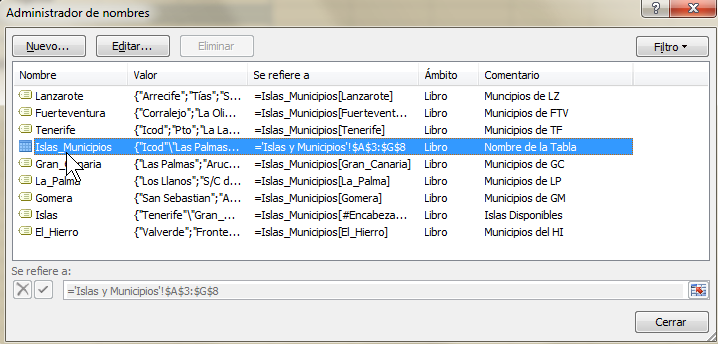 Administrador de nombres
Nuevo... Editar... Eliminar Filtro
Nombre Valor Se refiere a Ámbito Comentario
Lanzarote {"Arrecife";"Tías";"S... =Islas_Municipios[Lanzarote] Libro Muncipios de LZ
Fuerteventura {"Corralejo";"La Oli... =Islas_Municipios[Fuertevent... Libro Municipios de FTV
Tenerife {"Icod";"Pto";"La La... =Islas_Municipios[Tenerife] Libro Municipios de TF
Islas_Municipios {"Icod"\"Las Palmas... ='Islas y Municipios'!$A$3:$G$8 Libro Nombre de la Tabla
Gran_Canaria {"Las Palmas";"Aruc... =Islas_Municipios[Gran_Canaria] Libro Municipios de GC
La_Palma {"Los Llanos";"S/C d... =Islas_Municipios[La_Palma] Libro Municipios de LP
Gomera {"San Sebastian";"A... =Islas_Municipios[Gomera] Libro Municipios de GM
Islas {"Tenerife"\"Gran_... =Islas_Municipios[#Encabeza... Libro Islas Disponibles
El_Hierro {"Valverde";"Fronte... =Islas_Municipios[El_Hierro] Libro Municipios del HI
Se refiere a:
='Islas y Municipios'!$A$3:$G$8
Cerrar